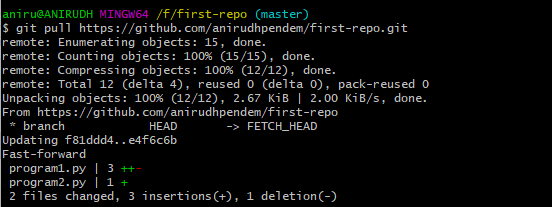 aniru@ANIRUDH MINGW64 /f/first-repo (master)
$ git pull https://github.com/anirudhpendem/first-repo.git
remote: Enumerating objects: 15, done.
remote: Counting objects: 100% (15/15), done.
remote: Compressing objects: 100% (12/12), done.
remote: Total 12 (delta 4), reused 0 (delta 0), pack-reused 0
Unpacking objects: 100% (12/12), 2.67 KiB | 2.00 KiB/s, done.
From https://github.com/anirudhpendem/first-repo
 * branch            HEAD       -> FETCH_HEAD
Updating f81ddd4..e4f6c6b
Fast-forward
 program1.py | 3 ++-
 program2.py | 1 +
 2 files changed, 3 insertions(+), 1 deletion(-)